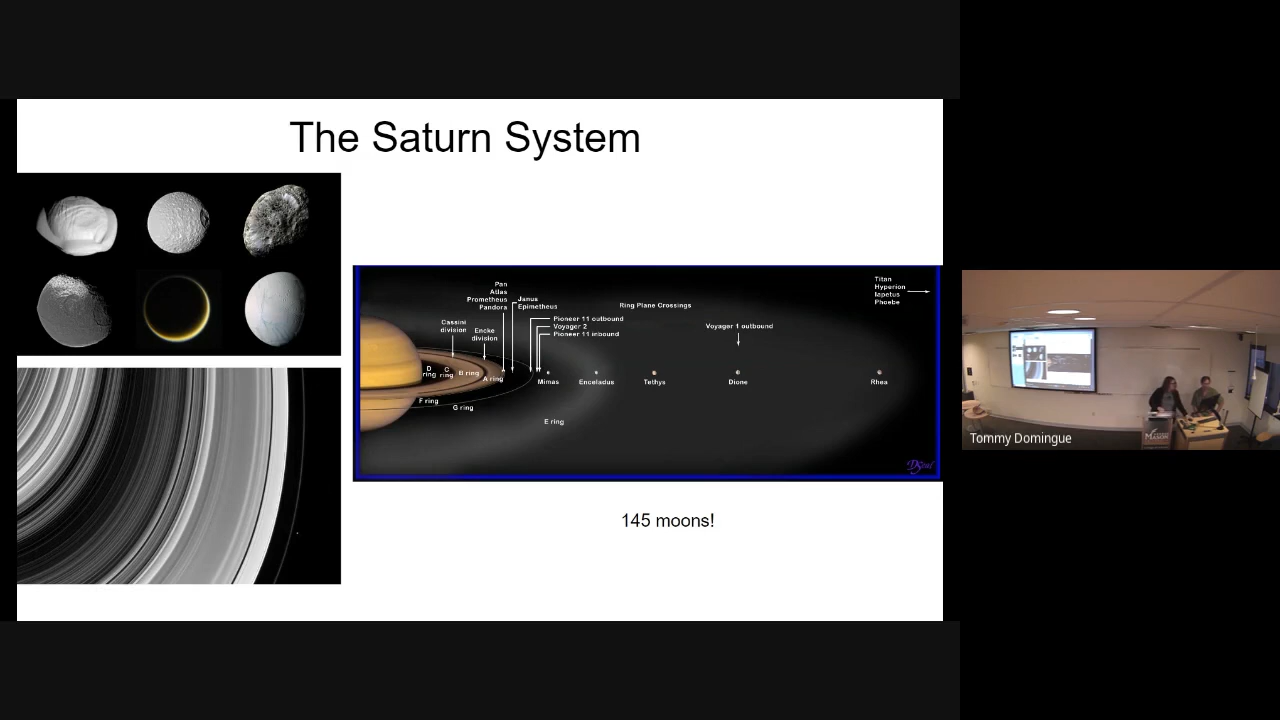 The Saturn System
Pan
Atlas
Prometheus
Pandora
Janus
Epimetheus
Cassini
division
Encke
division
Pioneer 11 outbound
Voyager 2
Pioneer 11 inbound
Ring Plane Crossings
Voyager 1 outbound
Titan
Hyperion
Iapetus
Phoebe
D
ring
C
ring
B ring
A ring
F ring
G ring
Mimas
Enceladus
Tethys
Dione
Rhea
E ring
145 moons!
Tommy Domingue
MASON